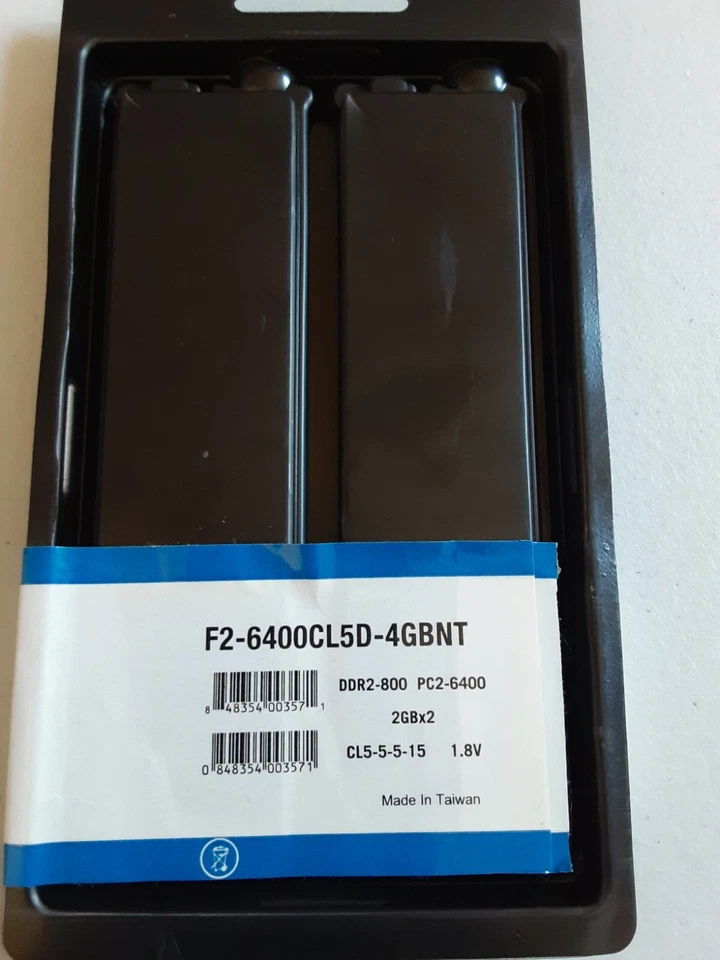 F2-6400CL5D-4GBNT
DDR2-800 PC2-6400
8 48354 00357 1
2GBx2
CL5-5-5-15 1.8V
0 848354 003571
Made In Taiwan